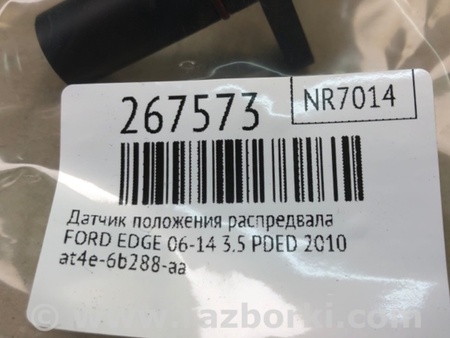 267573
NR7014
Датчик положения распредвала
FORD EDGE 06-14 3.5 PDED 2010
at4e-6b288-aa
© www.razborki.com